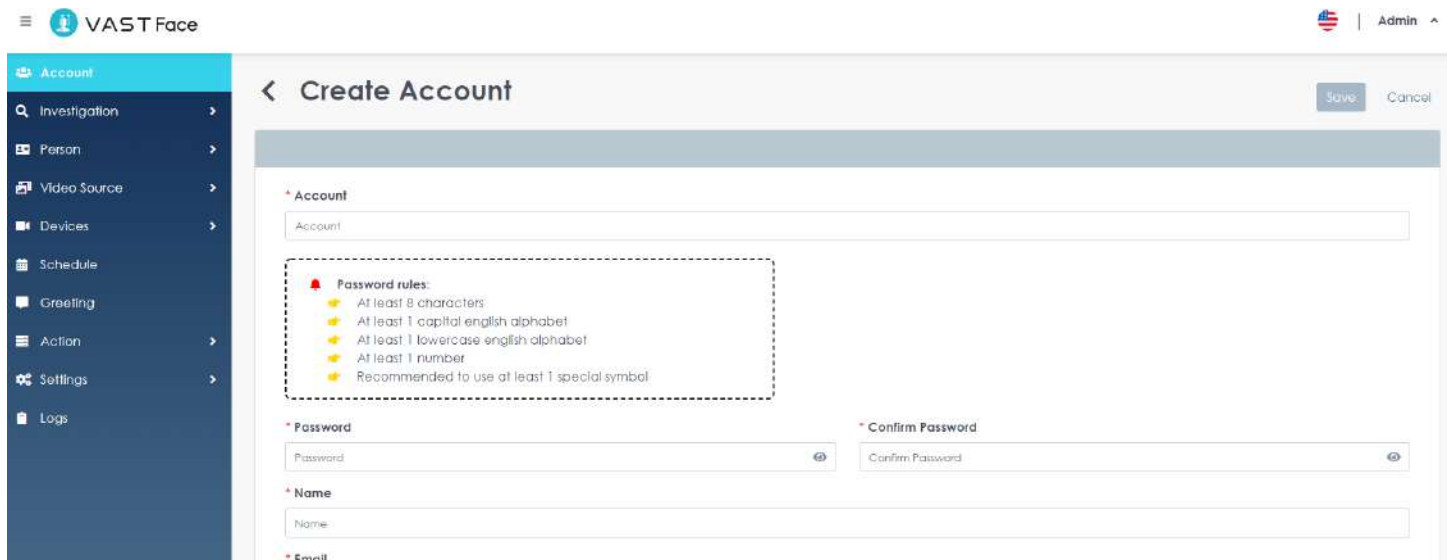 VAST Face
Admin
Account
Investigation
Person
Video Source
Devices
Schedule
Greeting
Action
Settings
Logs
Create Account
Save
Cancel
* Account
Account
Password rules:
At least 8 characters
At least 1 capital english alphabet
At least 1 lowercase english alphabet
At least 1 number
Recommended to use at least 1 special symbol
* Password
* Confirm Password
Password
Confirm Password
* Name
Name
* Email